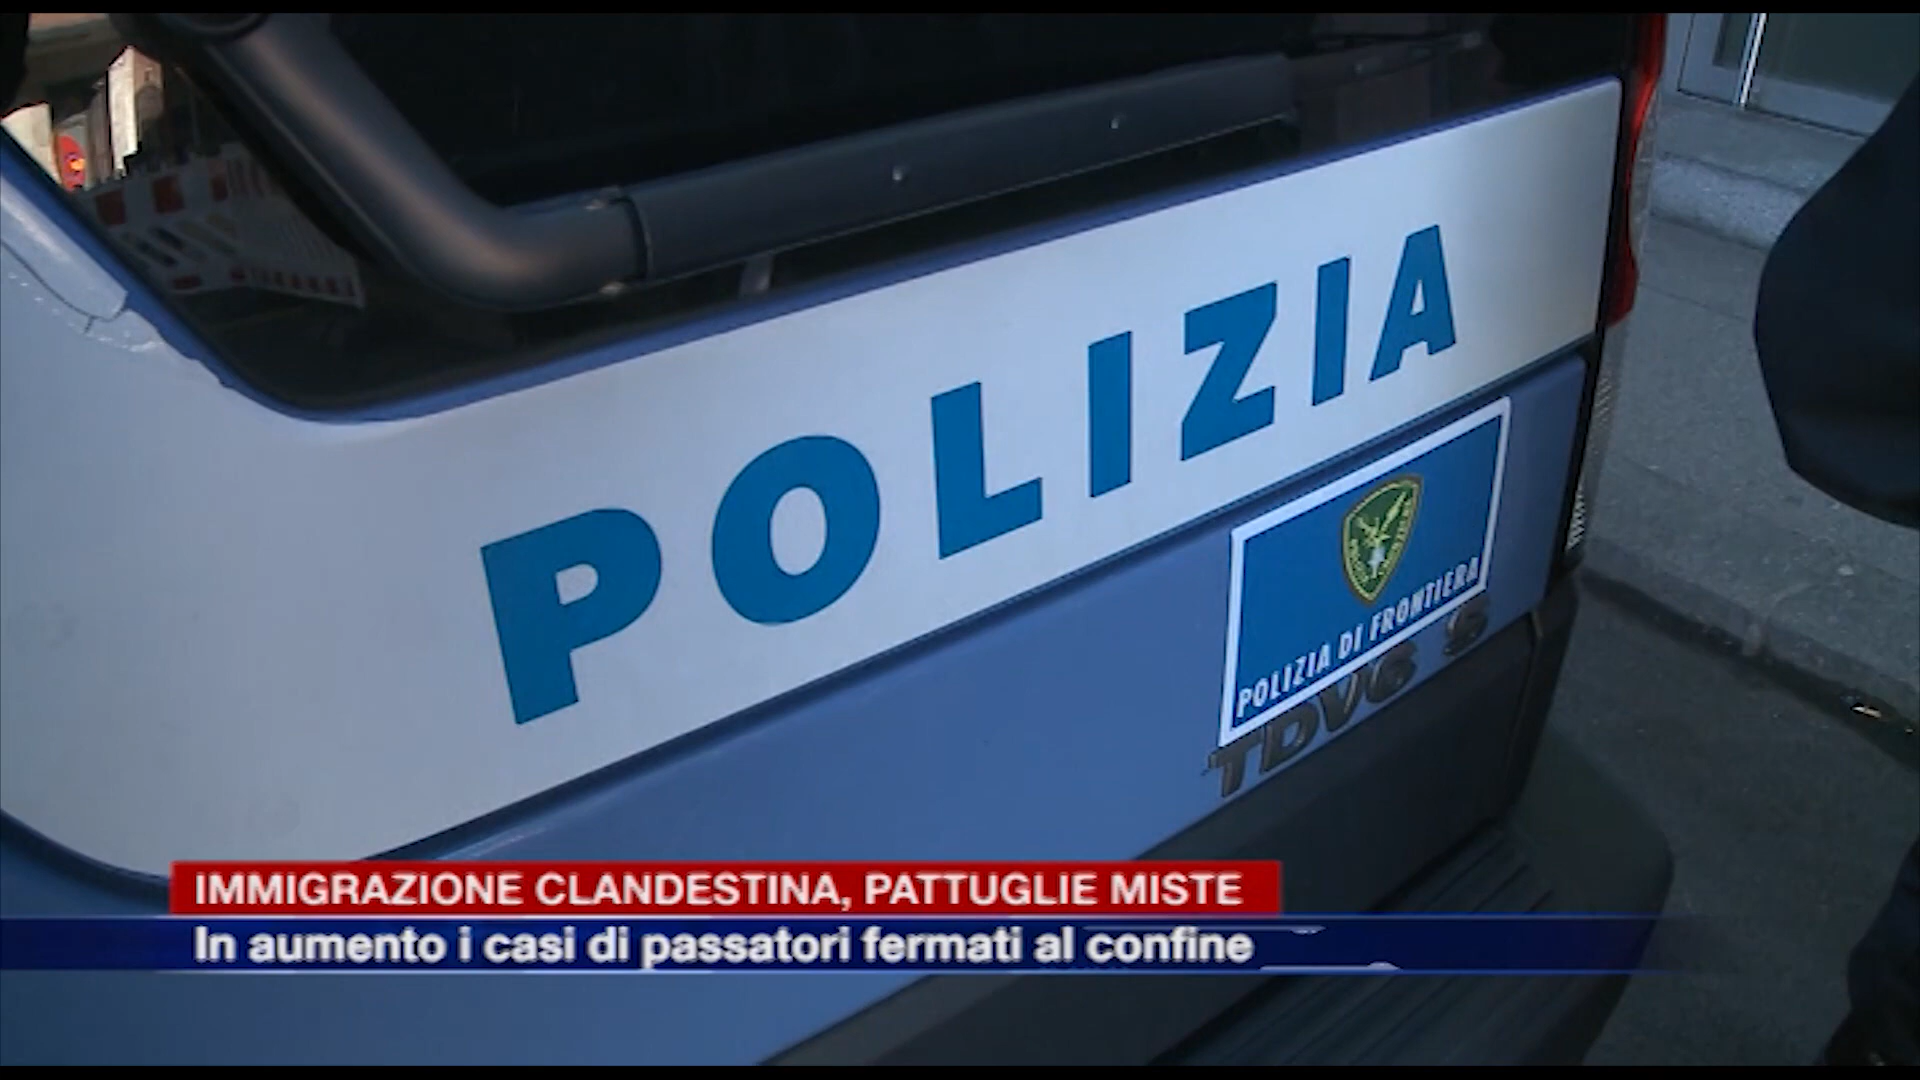 POLIZIA
POLIZIA DI FRONTIERA
TDV6 S
IMMIGRAZIONE CLANDESTINA, PATTUGLIE MISTE
In aumento i casi di passatori fermati al confine